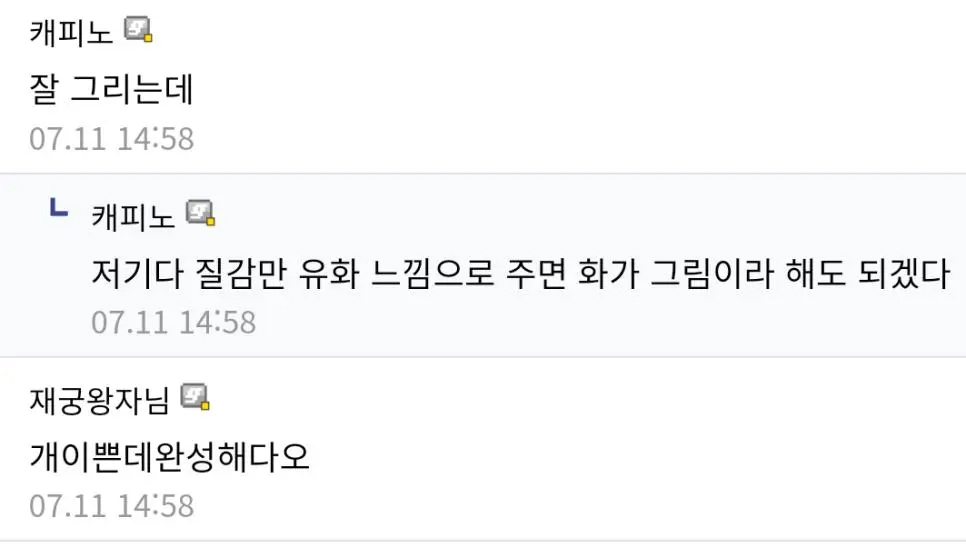 캐피노
잘 그리는데
07.11 14:58
캐피노
저기다 질감만 유화 느낌으로 주면 화가 그림이라 해도 되겠다
07.11 14:58
재궁왕자님
개이쁜데완성해다오
07.11 14:58